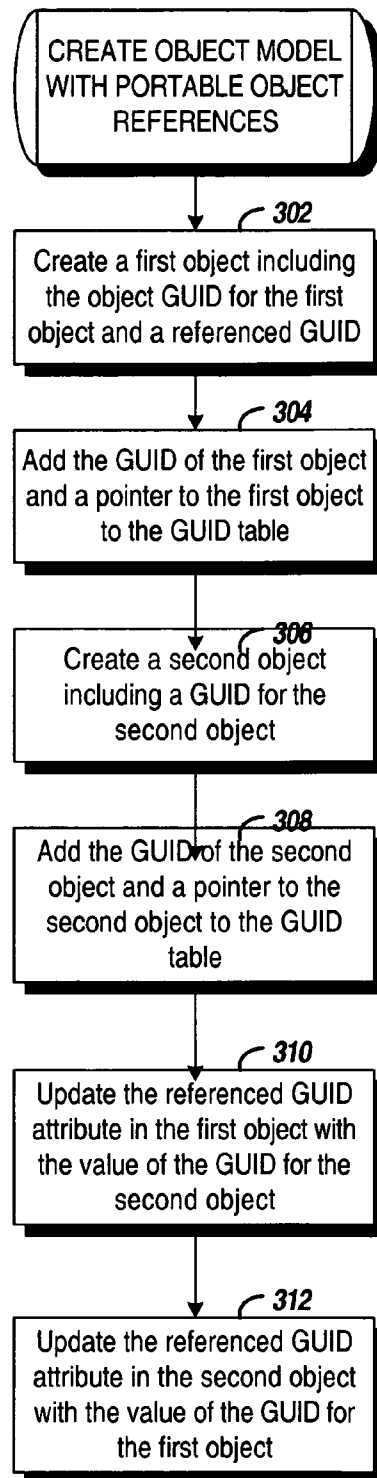 CREATE OBJECT MODEL
WITH PORTABLE OBJECT
REFERENCES
302
Create a first object including
the object GUID for the first
object and a referenced GUID
304
Add the GUID of the first object
and a pointer to the first object
to the GUID table
306
Create a second object
including a GUID for the
second object
308
Add the GUID of the second
object and a pointer to the
second object to the GUID
table
310
Update the referenced GUID
attribute in the first object with
the value of the GUID for the
second object
312
Update the referenced GUID
attribute in the second object
with the value of the GUID for
the first object